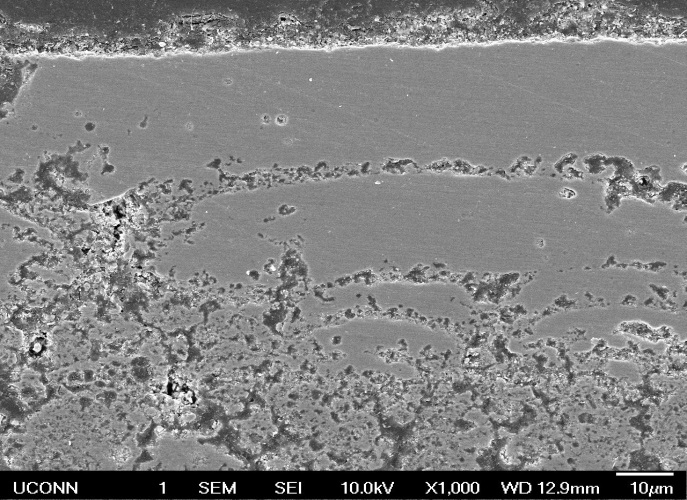 UCONN 1 SEM SEI 10.0kV X1,000 WD 12.9mm 10μm